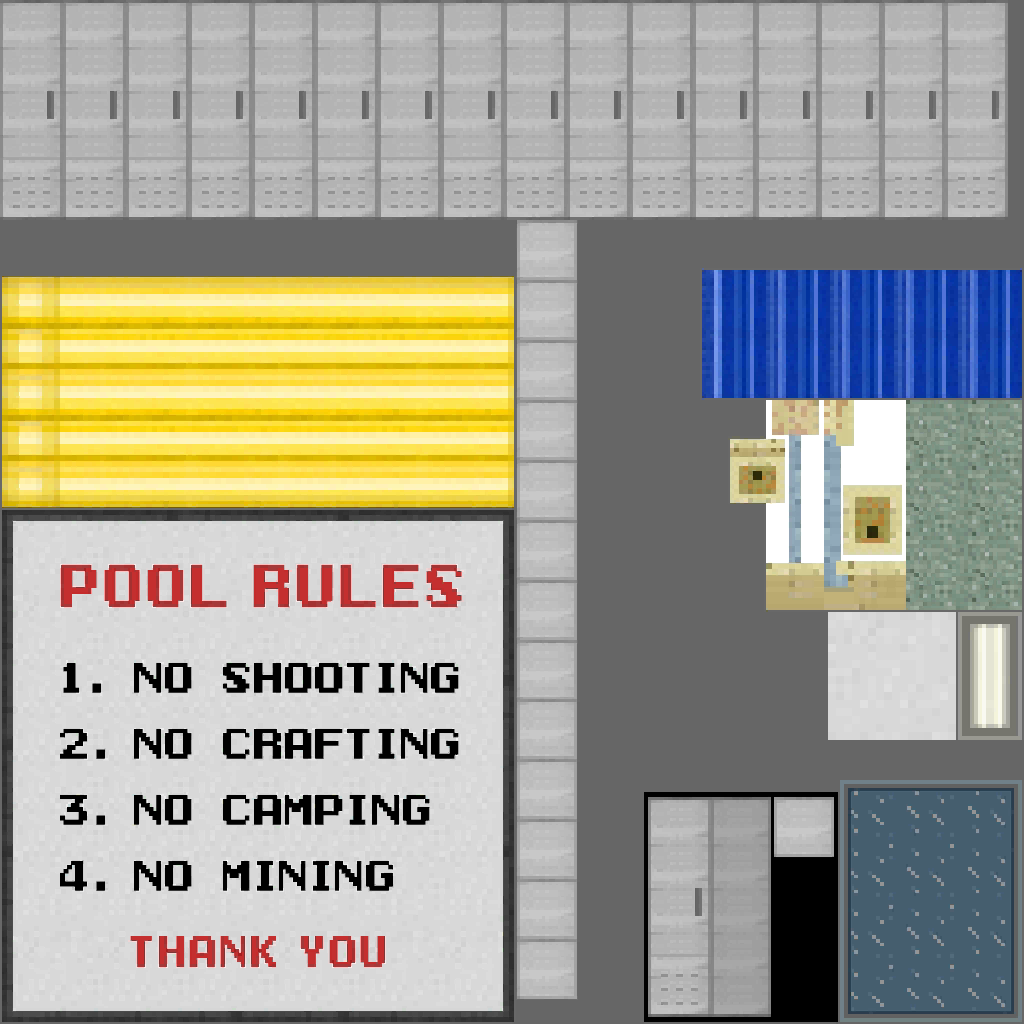 POOL RULES
1. NO SHOOTING
2. NO CRAFTING
3. NO CAMPING
4. NO MINING
THANK YOU